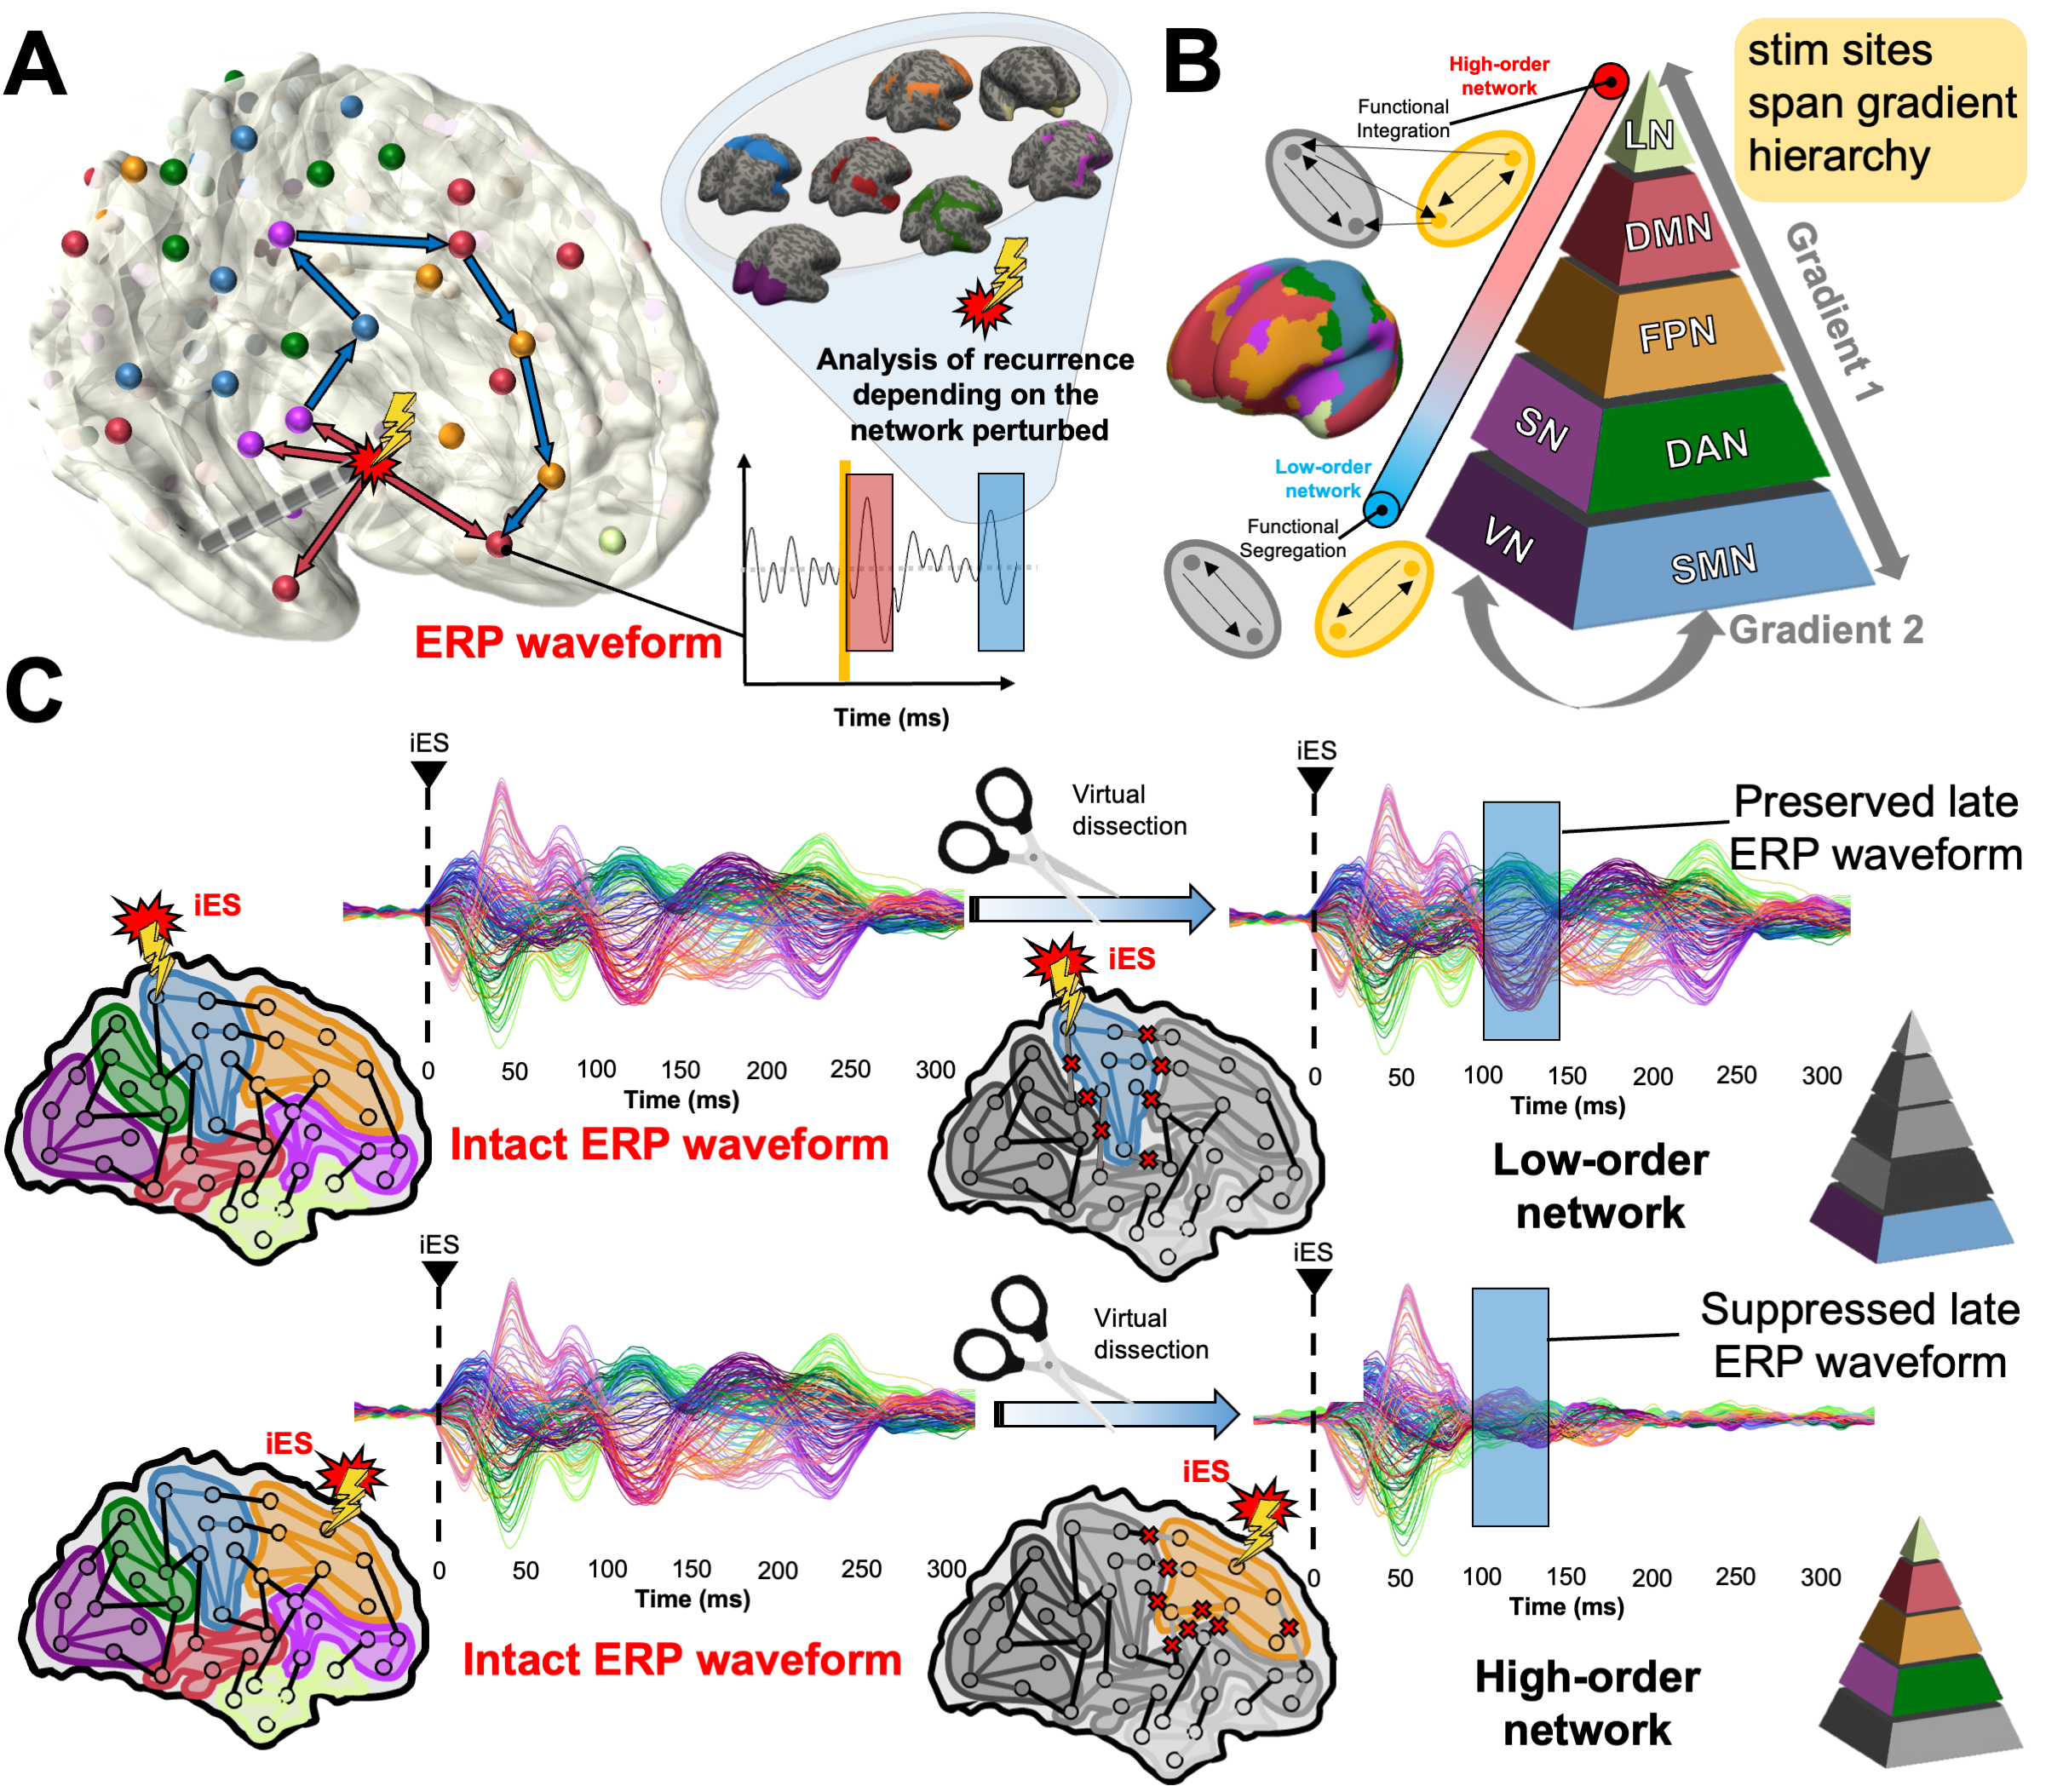 A
Analysis of recurrence
depending on the
network perturbed
ERP waveform
Time (ms)
B
stim sites
span gradient
hierarchy
High-order
network
Functional
Integration
LN
DMN
FPN
SN
DAN
VN
SMN
Gradient 1
Gradient 2
Low-order
network
Functional
Segregation
C
iES
iES
0 50 100 150 200 250 300
Time (ms)
Intact ERP waveform
Virtual
dissection
iES
iES
Preserved late
ERP waveform
0 50 100 150 200 250 300
Time (ms)
Low-order
network
iES
iES
0 50 100 150 200 250 300
Time (ms)
Intact ERP waveform
Virtual
dissection
iES
iES
Suppressed late
ERP waveform
0 50 100 150 200 250 300
Time (ms)
High-order
network